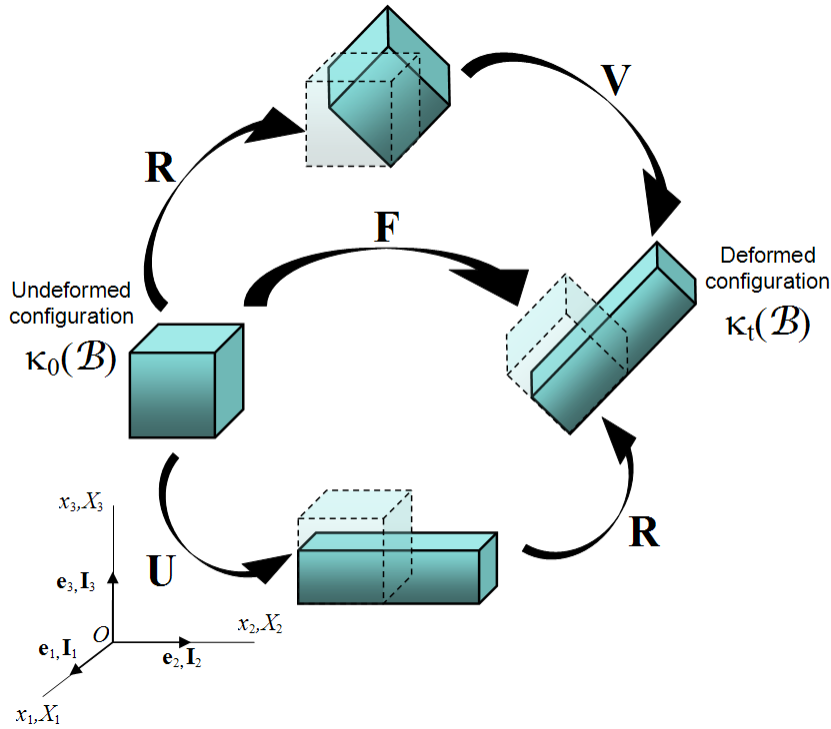 V
R
F
Undeformed
configuration
κ₀(ℬ)
Deformed
configuration
κₜ(ℬ)
U
R
x₃,X₃
e₃,I₃
O
x₂,X₂
e₁,I₁
e₂,I₂
x₁,X₁